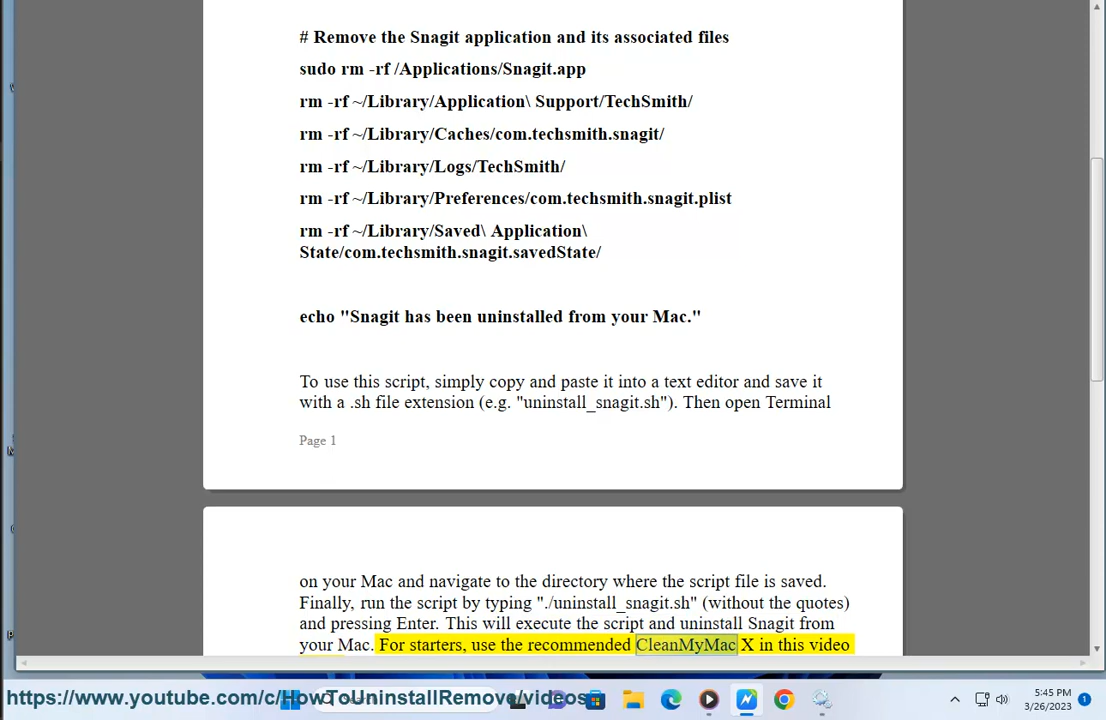 # Remove the Snagit application and its associated files
sudo rm -rf /Applications/Snagit.app
rm -rf ~/Library/Application\ Support/TechSmith/
rm -rf ~/Library/Caches/com.techsmith.snagit/
rm -rf ~/Library/Logs/TechSmith/
rm -rf ~/Library/Preferences/com.techsmith.snagit.plist
rm -rf ~/Library/Saved\ Application\
State/com.techsmith.snagit.savedState/
echo "Snagit has been uninstalled from your Mac."
To use this script, simply copy and paste it into a text editor and save it
with a .sh file extension (e.g. "uninstall_snagit.sh"). Then open Terminal
Page 1
on your Mac and navigate to the directory where the script file is saved.
Finally, run the script by typing "./uninstall_snagit.sh" (without the quotes)
and pressing Enter. This will execute the script and uninstall Snagit from
your Mac. For starters, use the recommended CleanMyMac X in this video
https://www.youtube.com/c/HowToUninstallRemove/videos
5:45 PM
3/26/2023
1